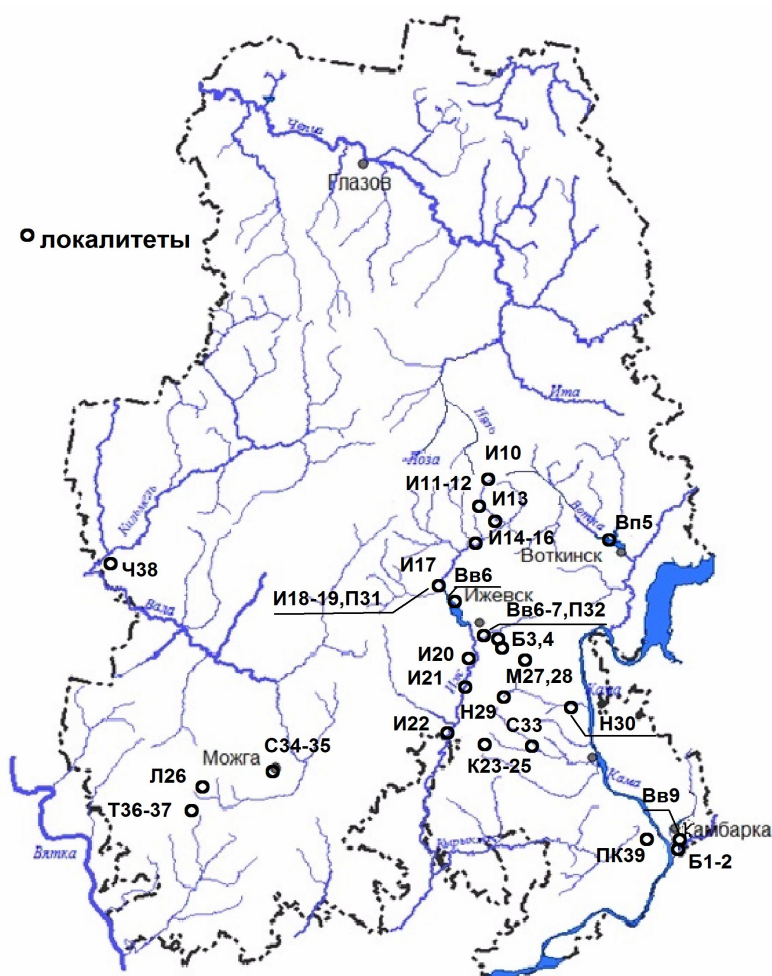 Чепца
Глазов
локалитеты
Ита
Нязь
Лоза
И10
И11-12
И13
Кильмезь
Вотка
Вп5
И14-16
Воткинск
И17
Ч38
Вв6
И18-19,П31
Ижевск
Вала
Вв6-7,П32
Б3,4
И20
М27,28
И21
Иж
Кама
Н29
Н30
И22
С33
С34-35
Можга
К23-25
Л26
Кама
Т36-37
Вв9
Камбарка
Вятка
ПК39
Б1-2